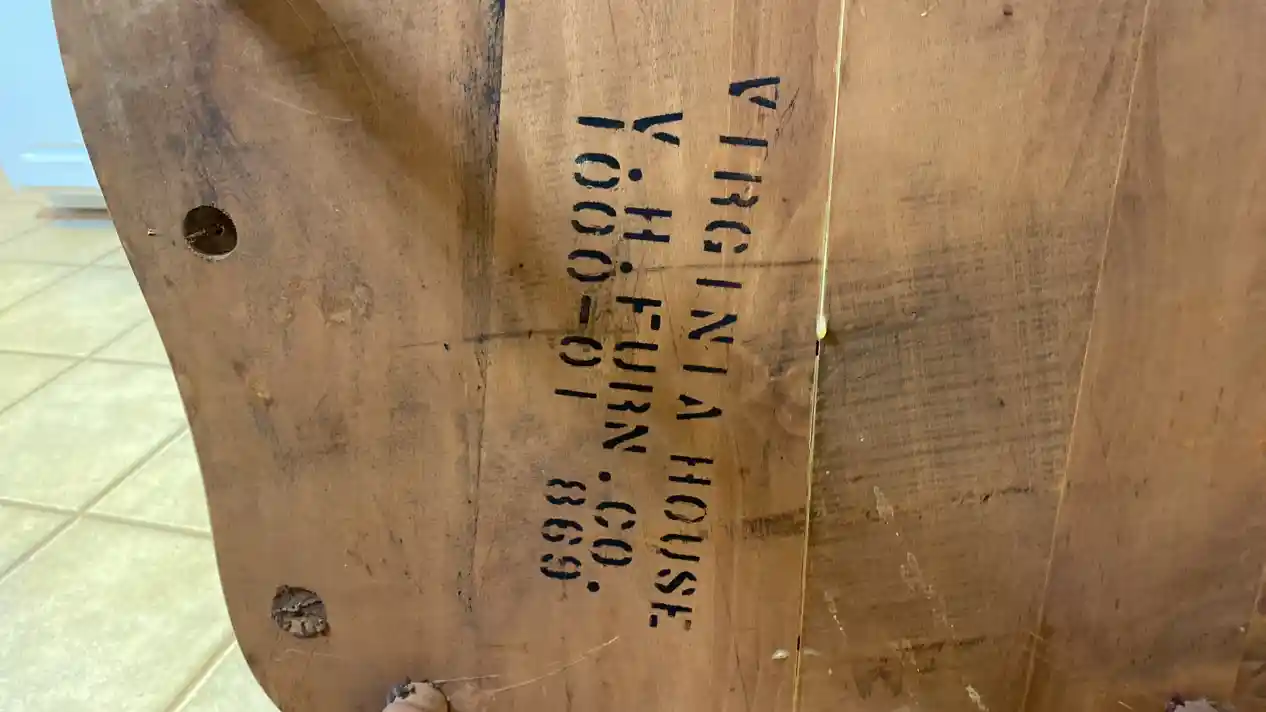 VIRGINIA HOUSE
V.H.FURN.CO.
1000-01 869